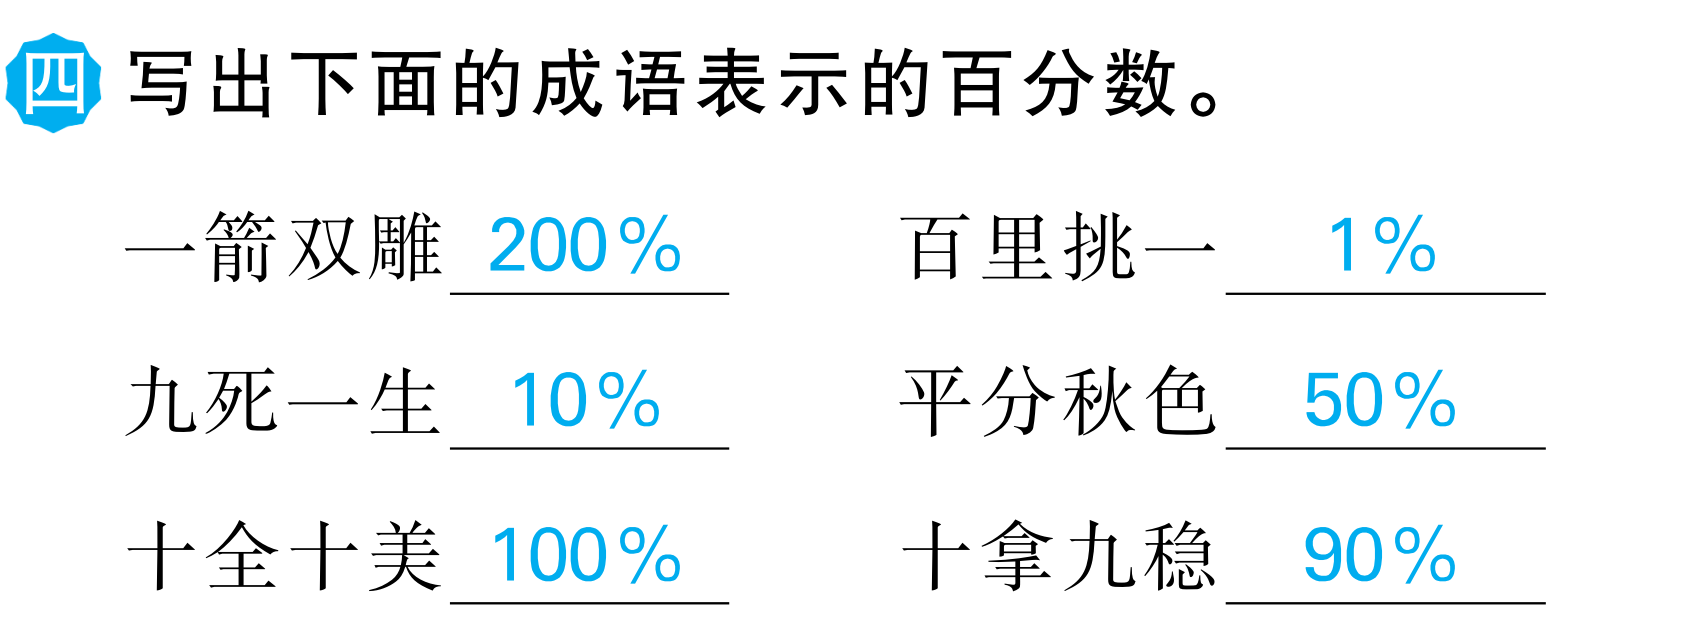 四 写出下面的成语表示的百分数。
一箭双雕 200% 百里挑一 1%
九死一生 10% 平分秋色 50%
十全十美 100% 十拿九稳 90%